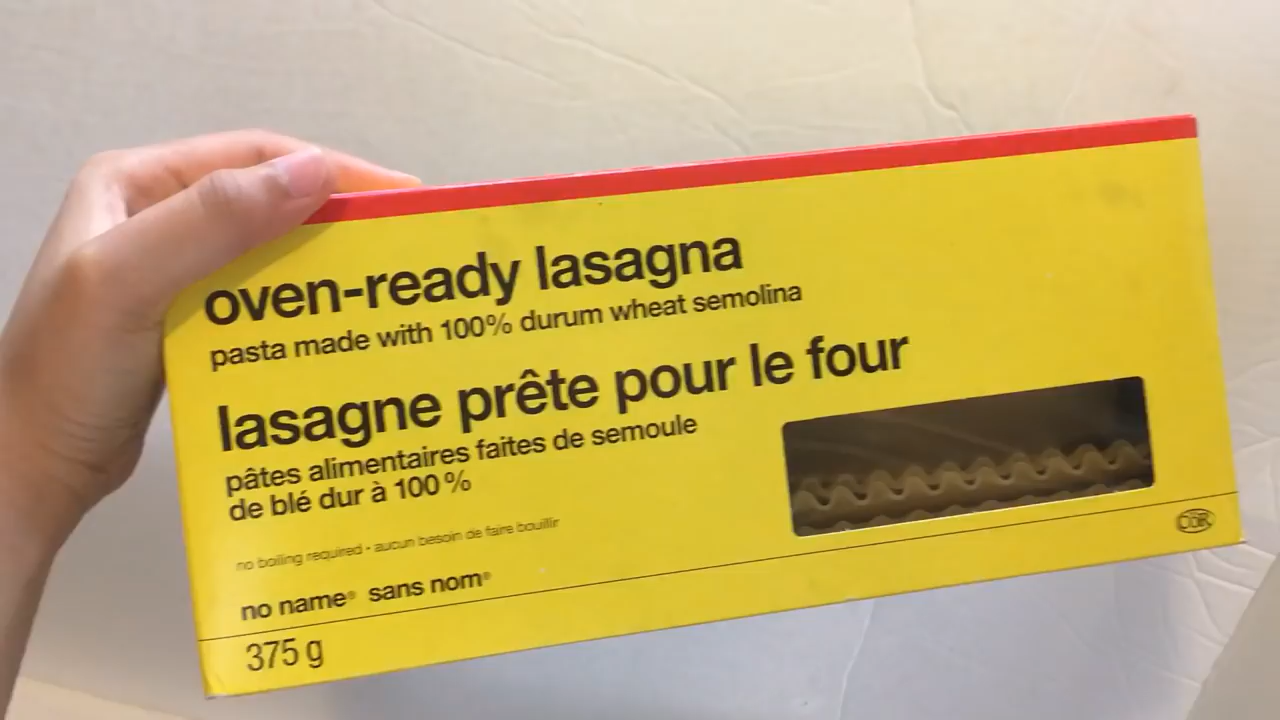 oven-ready lasagna
pasta made with 100% durum wheat semolina
lasagne prête pour le four
pâtes alimentaires faites de semoule
de blé dur à 100 %
no boiling required • aucun besoin de faire bouillir
no name® sans nom®
COR
375 g